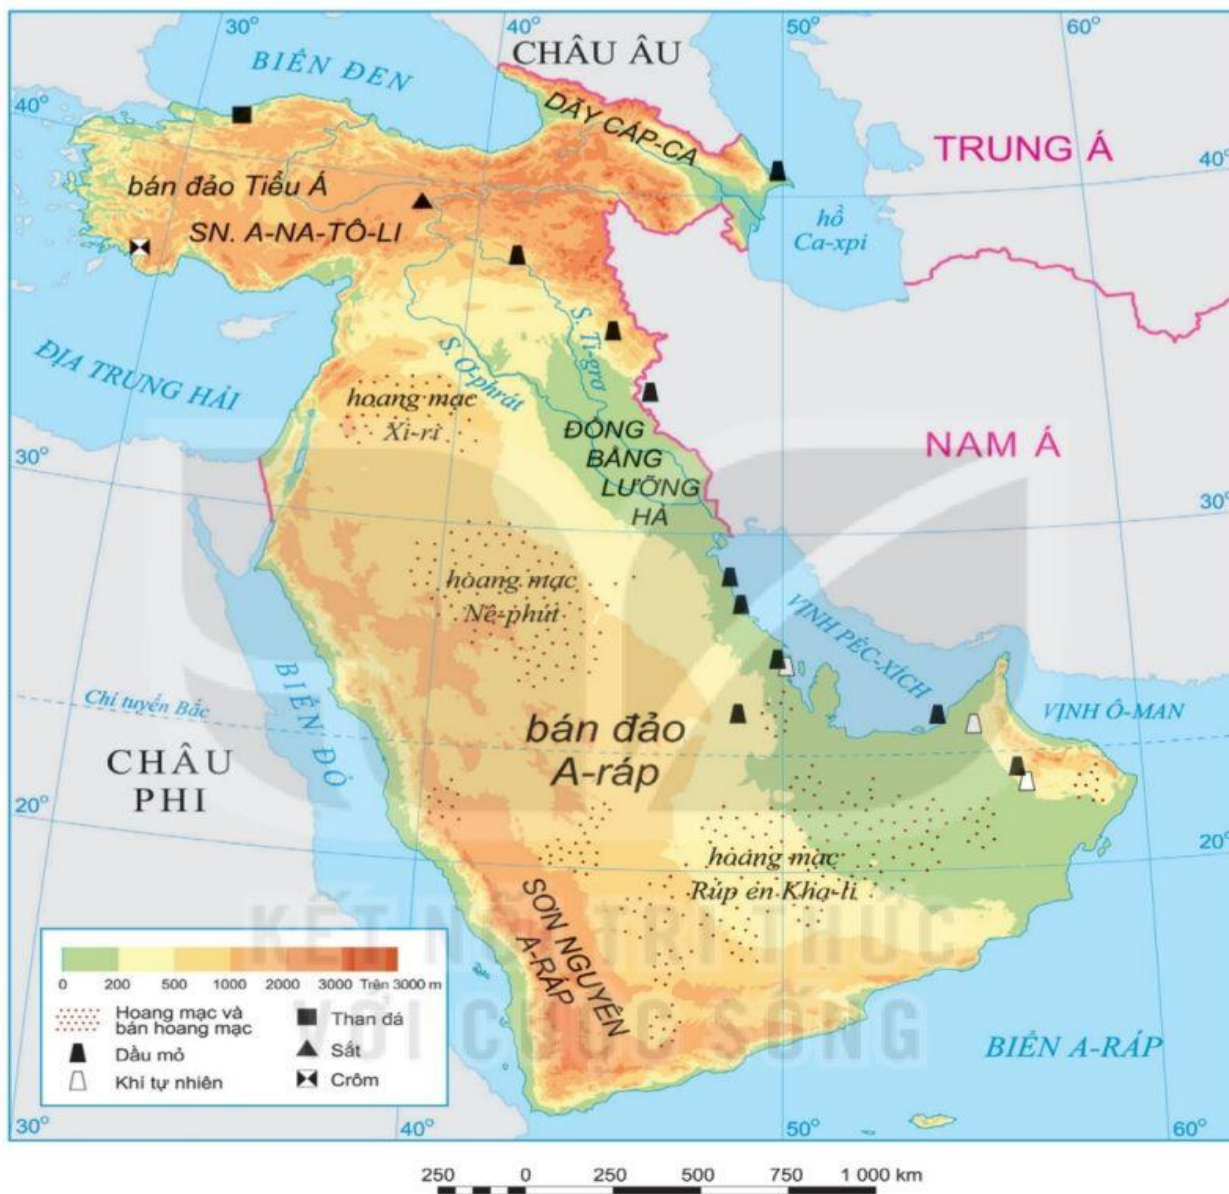 30°
40°
50°
60°
CHÂU ÂU
BIỂN ĐEN
40°
DÃY CÁP-CA
TRUNG Á
40°
bán đảo Tiểu Á
SN. A-NA-TÔ-LI
hồ
Ca-xpi
ĐỊA TRUNG HẢI
S. Ti-grơ
S. Ơ-phrát
hoang mạc
Xi-ri
ĐỒNG
BẰNG
LƯỠNG
HÀ
NAM Á
30°
30°
hoang mạc
Nê-phút
VỊNH PÉC-XÍCH
BIỂN ĐỎ
Chí tuyến Bắc
VỊNH Ô-MAN
bán đảo
A-ráp
CHÂU
PHI
20°
20°
hoang mạc
Rúp en Kha-li
SƠN NGUYÊN
A-RÁP
KẾT NỐI TRI THỨC
VỚI CUỘC SỐNG
0 200 500 1000 2000 3000 Trên 3000 m
Hoang mạc và
bán hoang mạc
Than đá
Dầu mỏ
Sắt
Khí tự nhiên
Crôm
BIỂN A-RÁP
30°
40°
50°
60°
250 0 250 500 750 1 000 km